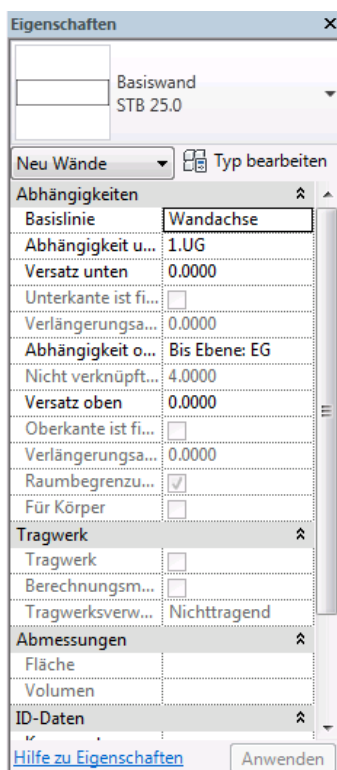 Eigenschaften
Basiswand
STB 25.0
Neu Wände Typ bearbeiten
Abhängigkeiten
Basislinie Wandachse
Abhängigkeit u... 1.UG
Versatz unten 0.0000
Unterkante ist fi...
Verlängerungsa... 0.0000
Abhängigkeit o... Bis Ebene: EG
Nicht verknüpft... 4.0000
Versatz oben 0.0000
Oberkante ist fi...
Verlängerungsa... 0.0000
Raumbegrenzu...
Für Körper
Tragwerk
Tragwerk
Berechnungsm...
Tragwerksverw... Nichttragend
Abmessungen
Fläche
Volumen
ID-Daten
Hilfe zu Eigenschaften Anwenden